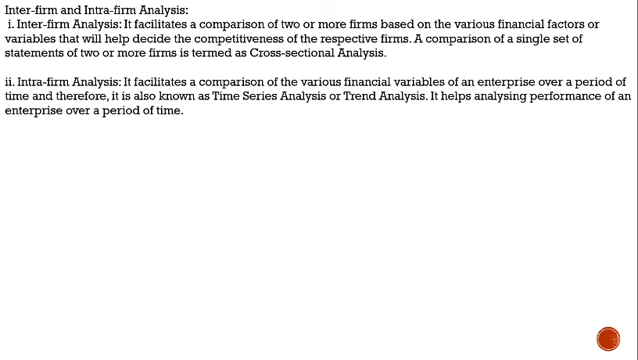 Inter-firm and Intra-firm Analysis:
i. Inter-firm Analysis: It facilitates a comparison of two or more firms based on the various financial factors or
variables that will help decide the competitiveness of the respective firms. A comparison of a single set of
statements of two or more firms is termed as Cross-sectional Analysis.
ii. Intra-firm Analysis: It facilitates a comparison of the various financial variables of an enterprise over a period of
time and therefore, it is also known as Time Series Analysis or Trend Analysis. It helps analysing performance of an
enterprise over a period of time.